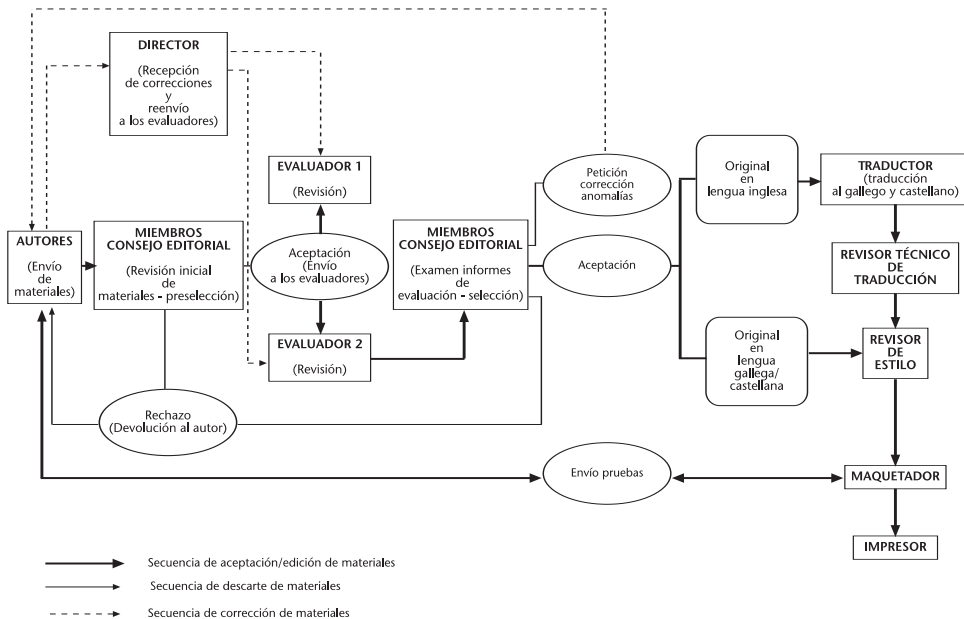 DIRECTOR
(Recepción
de correcciones
y
reenvío
a los evaluadores)
EVALUADOR 1
(Revisión)
AUTORES
(Envío
de
materiales)
MIEMBROS
CONSEJO EDITORIAL
(Revisión inicial
de
materiales - preselección)
Aceptación
(Envío
a los evaluadores)
EVALUADOR 2
(Revisión)
Rechazo
(Devolución al autor)
MIEMBROS
CONSEJO EDITORIAL
(Examen informes
de
evaluación - selección)
Petición
corrección
anomalías
Aceptación
Original
en
lengua inglesa
Original
en
lengua
gallega/
castellana
TRADUCTOR
(traducción
al gallego y castellano)
REVISOR TÉCNICO
DE
TRADUCCIÓN
REVISOR
DE
ESTILO
Envío pruebas
MAQUETADOR
IMPRESOR
Secuencia de aceptación/edición de materiales
Secuencia de descarte de materiales
Secuencia de corrección de materiales